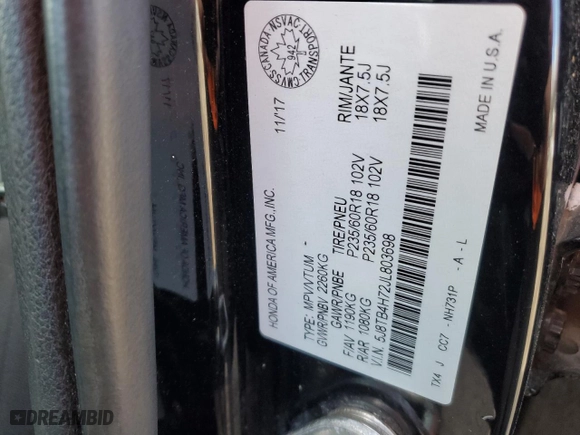 HONDA OF AMERICA MFG.,INC. 11/'17
TYPE: MPV/VTUM
GVWR/PNBV 2260KG
GAWR/PNBE TIRE/PNEU RIM/JANTE
F/AV 1190KG P235/60R18 102V 18X7.5J
R/AR 1080KG P235/60R18 102V 18X7.5J
V.I.N. 5J8TB4H72JL803698
TX4 J CC7 - NH731P - A - L MADE IN U.S.A.
CANADA NSVAC
CMVSS TRANSPORT
942
DREAMBID